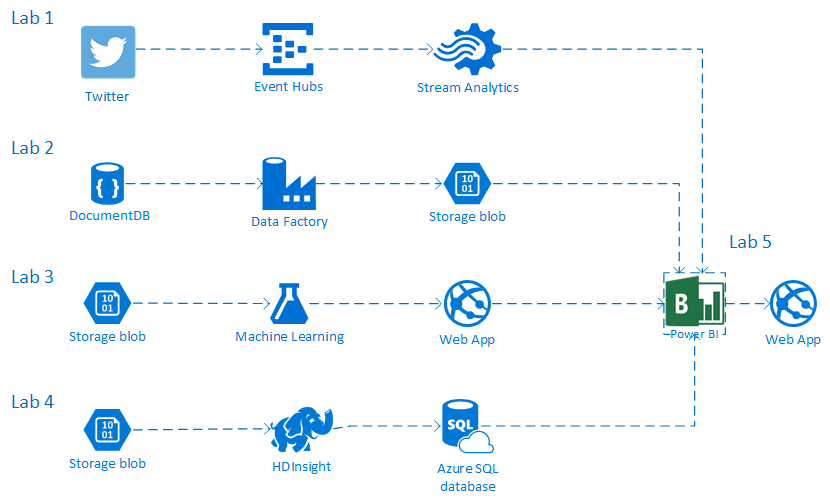 Lab 1
Twitter
Event Hubs
Stream Analytics
Lab 2
DocumentDB
Data Factory
10
01
Storage blob
Lab 5
Lab 3
10
01
Storage blob
Machine Learning
Web App
B
Power BI
Web App
Lab 4
10
01
Storage blob
HDInsight
SQL
Azure SQL
database